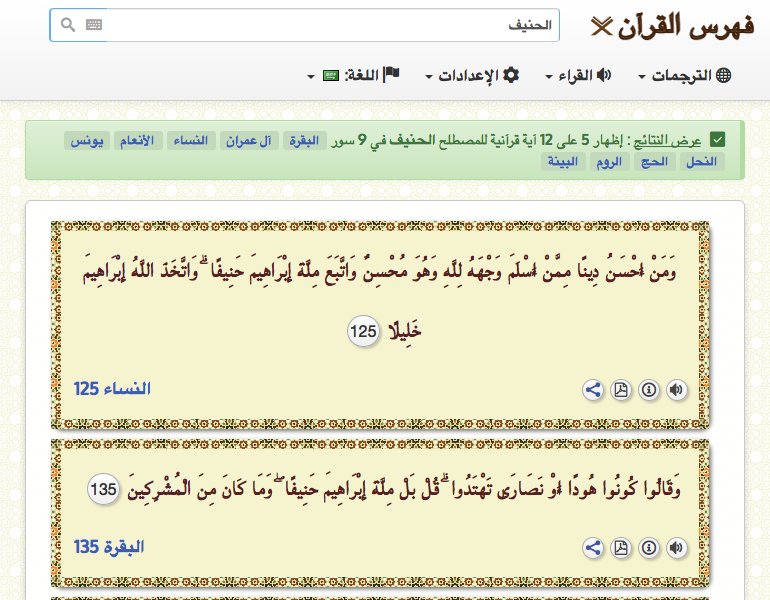 فهرس القرآن
الحنيف
الترجمات
القراء
الإعدادات
اللغة:
عرض النتائج : إظهار 5 على 12 آية قرآنية للمصطلح الحنيف في 9 سور البقرة آل عمران النساء الأنعام يونس
النحل الحج الروم البينة
وَمَنْ أَحْسَنُ دِينًا مِمَّنْ أَسْلَمَ وَجْهَهُ لِلَّهِ وَهُوَ مُحْسِنٌ وَاتَّبَعَ مِلَّةَ إِبْرَاهِيمَ حَنِيفًا ۗ وَاتَّخَذَ اللَّهُ إِبْرَاهِيمَ
خَلِيلًا 125
النساء 125
وَقَالُوا كُونُوا هُودًا أَوْ نَصَارَى تَهْتَدُوا ۗ قُلْ بَلْ مِلَّةَ إِبْرَاهِيمَ حَنِيفًا ۖ وَمَا كَانَ مِنَ الْمُشْرِكِينَ 135
البقرة 135